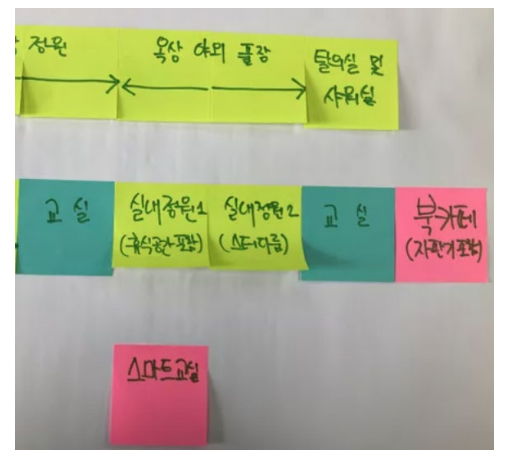 정원
옥상 야외 풀장
탈의실 및
샤워실
교실
실내정원1
(휴식공간 포함)
실내정원2
(스터디룸)
교실
북카페
(자판기 포함)
스마트교실